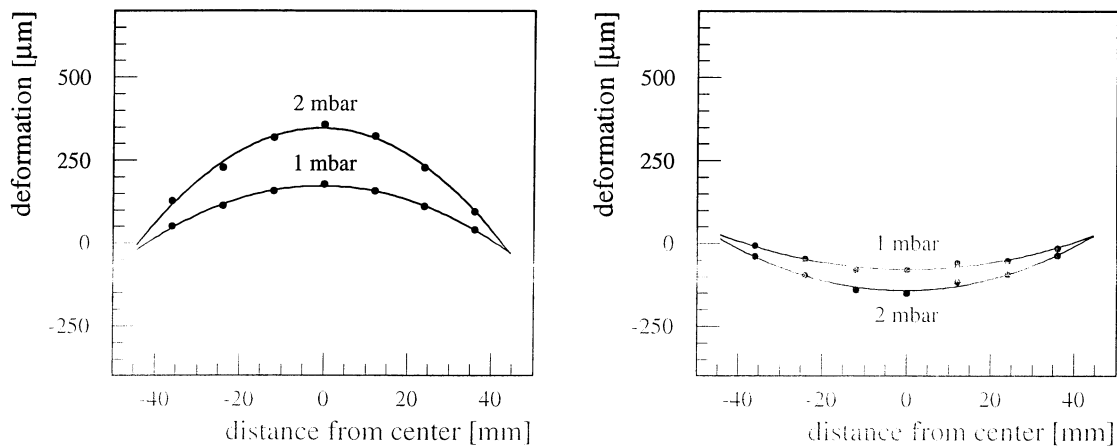 deformation [µm]
500
250
0
-250
2 mbar
1 mbar
-40 -20 0 20 40
distance from center [mm]
deformation [µm]
500
250
0
-250
1 mbar
2 mbar
-40 -20 0 20 40
distance from center [mm]